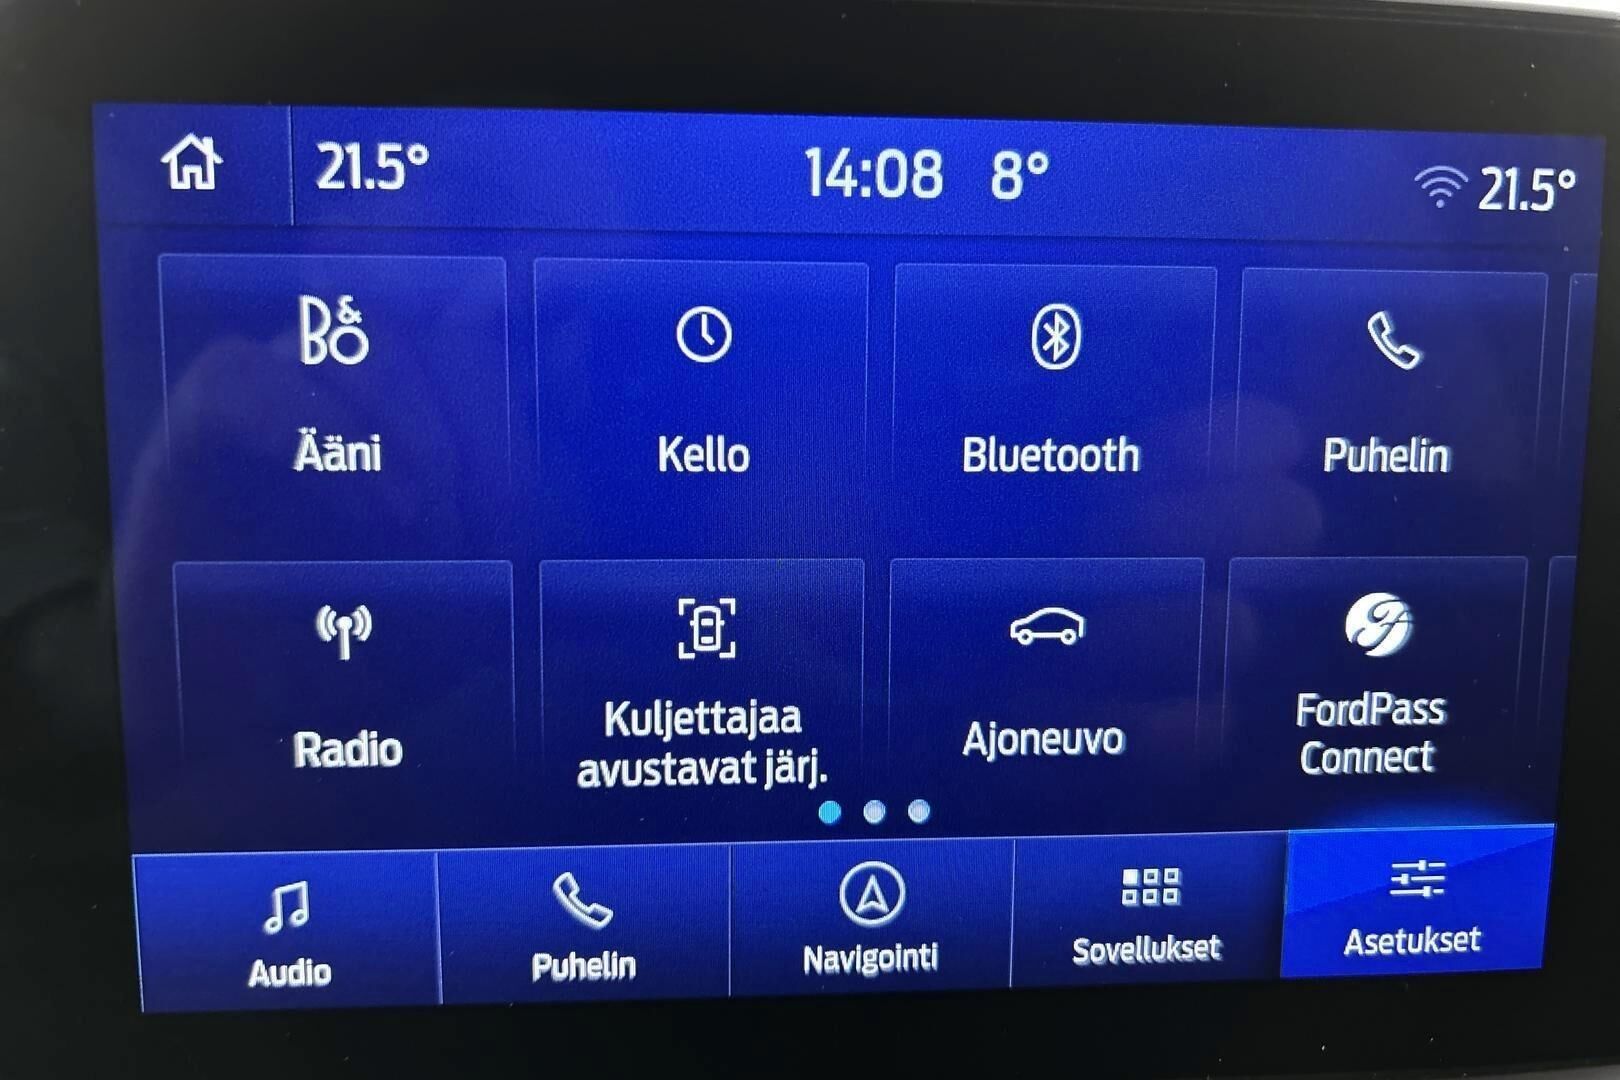 21.5° 14:08 8° 21.5°
B&O
Ääni Kello Bluetooth Puhelin
Radio Kuljettajaa avustavat järj. Ajoneuvo FordPass Connect
Audio Puhelin Navigointi Sovellukset Asetukset